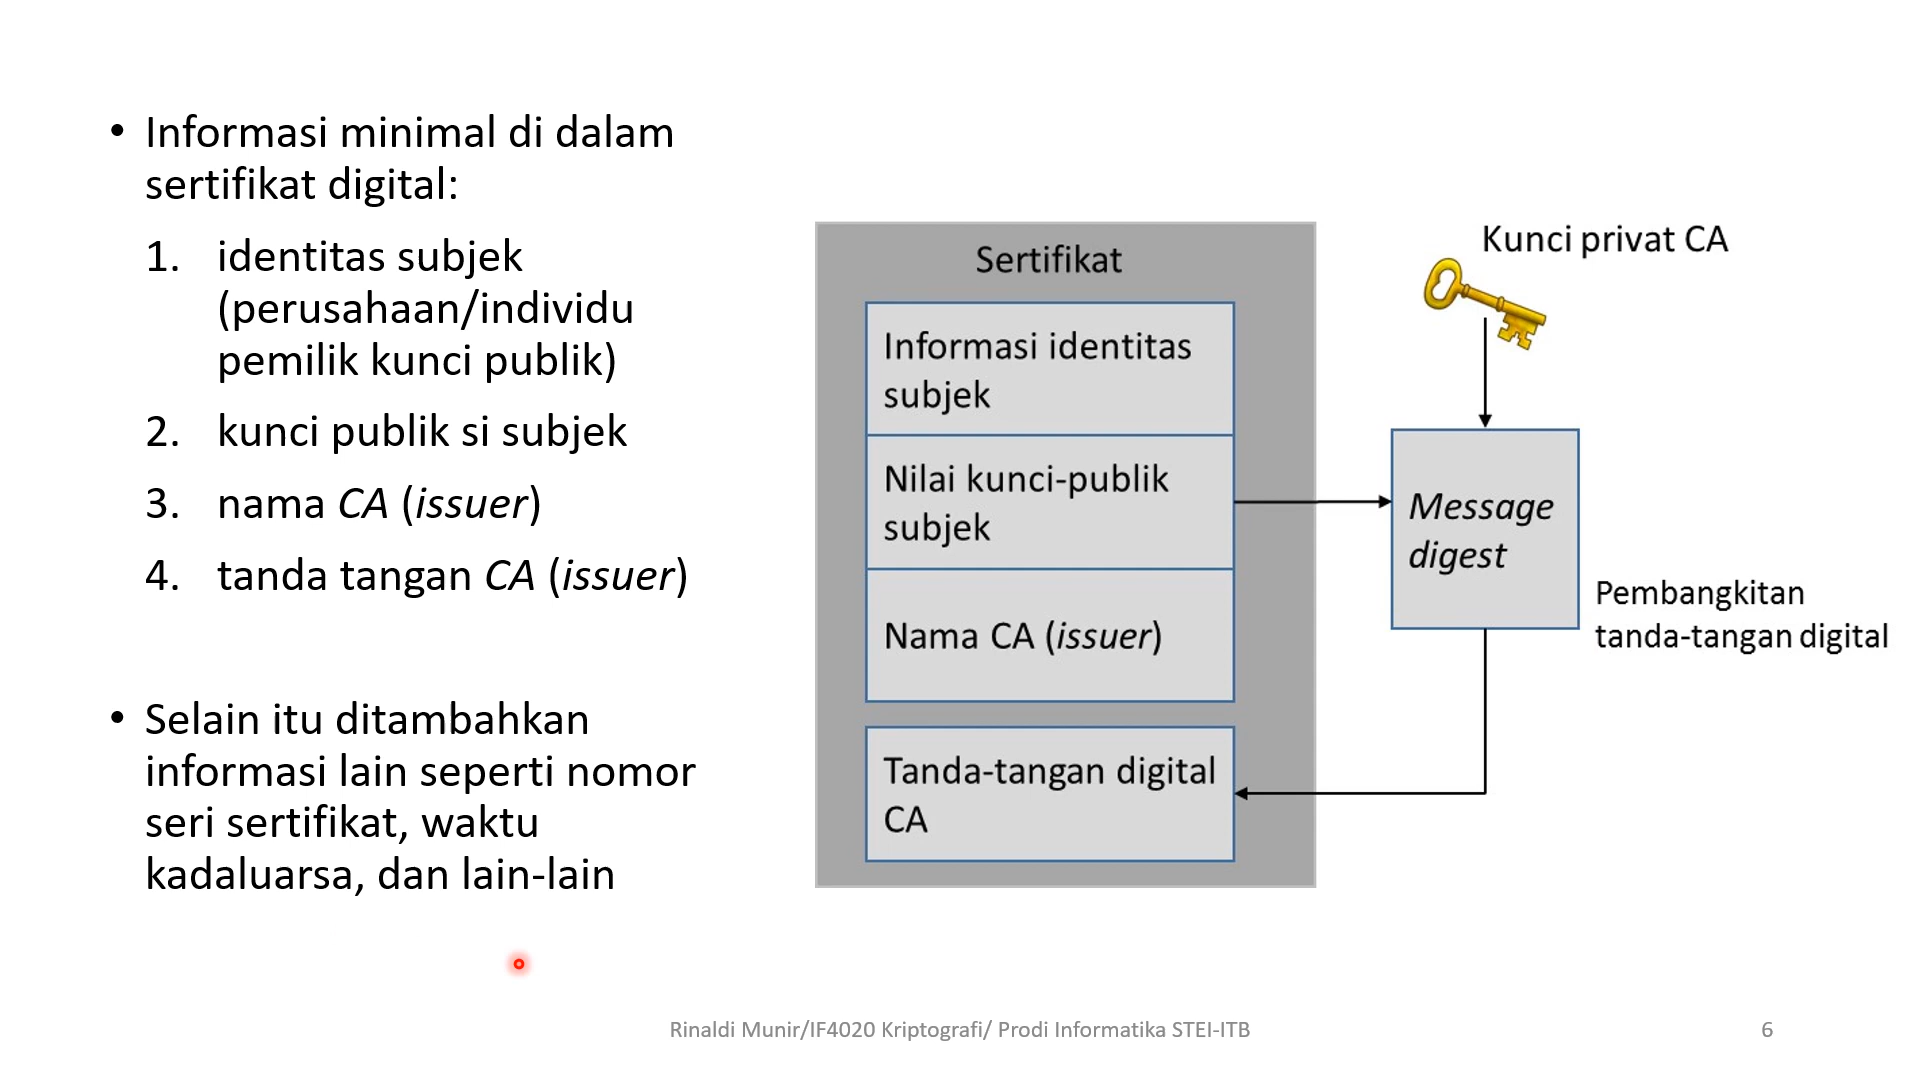 • Informasi minimal di dalam
sertifikat digital:
1. identitas subjek
(perusahaan/individu
pemilik kunci publik)
2. kunci publik si subjek
3. nama CA (issuer)
4. tanda tangan CA (issuer)
• Selain itu ditambahkan
informasi lain seperti nomor
seri sertifikat, waktu
kadaluarsa, dan lain-lain
Sertifikat
Informasi identitas
subjek
Nilai kunci-publik
subjek
Nama CA (issuer)
Tanda-tangan digital
CA
Kunci privat CA
Message
digest
Pembangkitan
tanda-tangan digital
Rinaldi Munir/IF4020 Kriptografi/ Prodi Informatika STEI-ITB
6